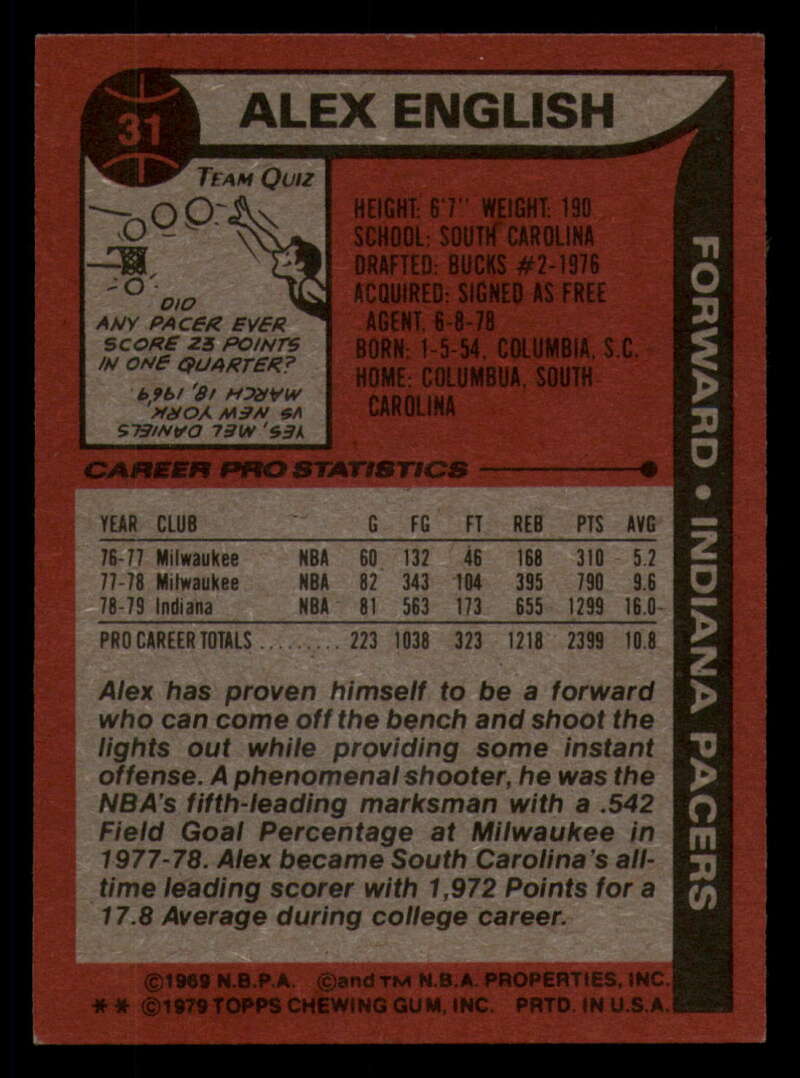 31
ALEX ENGLISH
TEAM QUIZ
DID
ANY PACER EVER
SCORE 23 POINTS
IN ONE QUARTER?
YES, MEL DANIELS
VS NEW YORK
MARCH 18, 1969
HEIGHT: 6'7" WEIGHT: 190
SCHOOL: SOUTH CAROLINA
DRAFTED: BUCKS #2-1976
ACQUIRED: SIGNED AS FREE
AGENT, 6-8-78
BORN: 1-5-54, COLUMBIA, S.C.
HOME: COLUMBUA, SOUTH
CAROLINA
FORWARD • INDIANA PACERS
CAREER PRO STATISTICS
YEAR CLUB G FG FT REB PTS AVG
76-77 Milwaukee NBA 60 132 46 168 310 5.2
77-78 Milwaukee NBA 82 343 104 395 790 9.6
78-79 Indiana NBA 81 563 173 655 1299 16.0
PRO CAREER TOTALS ......... 223 1038 323 1218 2399 10.8
Alex has proven himself to be a forward
who can come off the bench and shoot the
lights out while providing some instant
offense. A phenomenal shooter, he was the
NBA's fifth-leading marksman with a .542
Field Goal Percentage at Milwaukee in
1977-78. Alex became South Carolina's all-
time leading scorer with 1,972 Points for a
17.8 Average during college career.
©1969 N.B.P.A. ©and TM N.B.A. PROPERTIES, INC.
** ©1979 TOPPS CHEWING GUM, INC. PRTD. IN U.S.A.